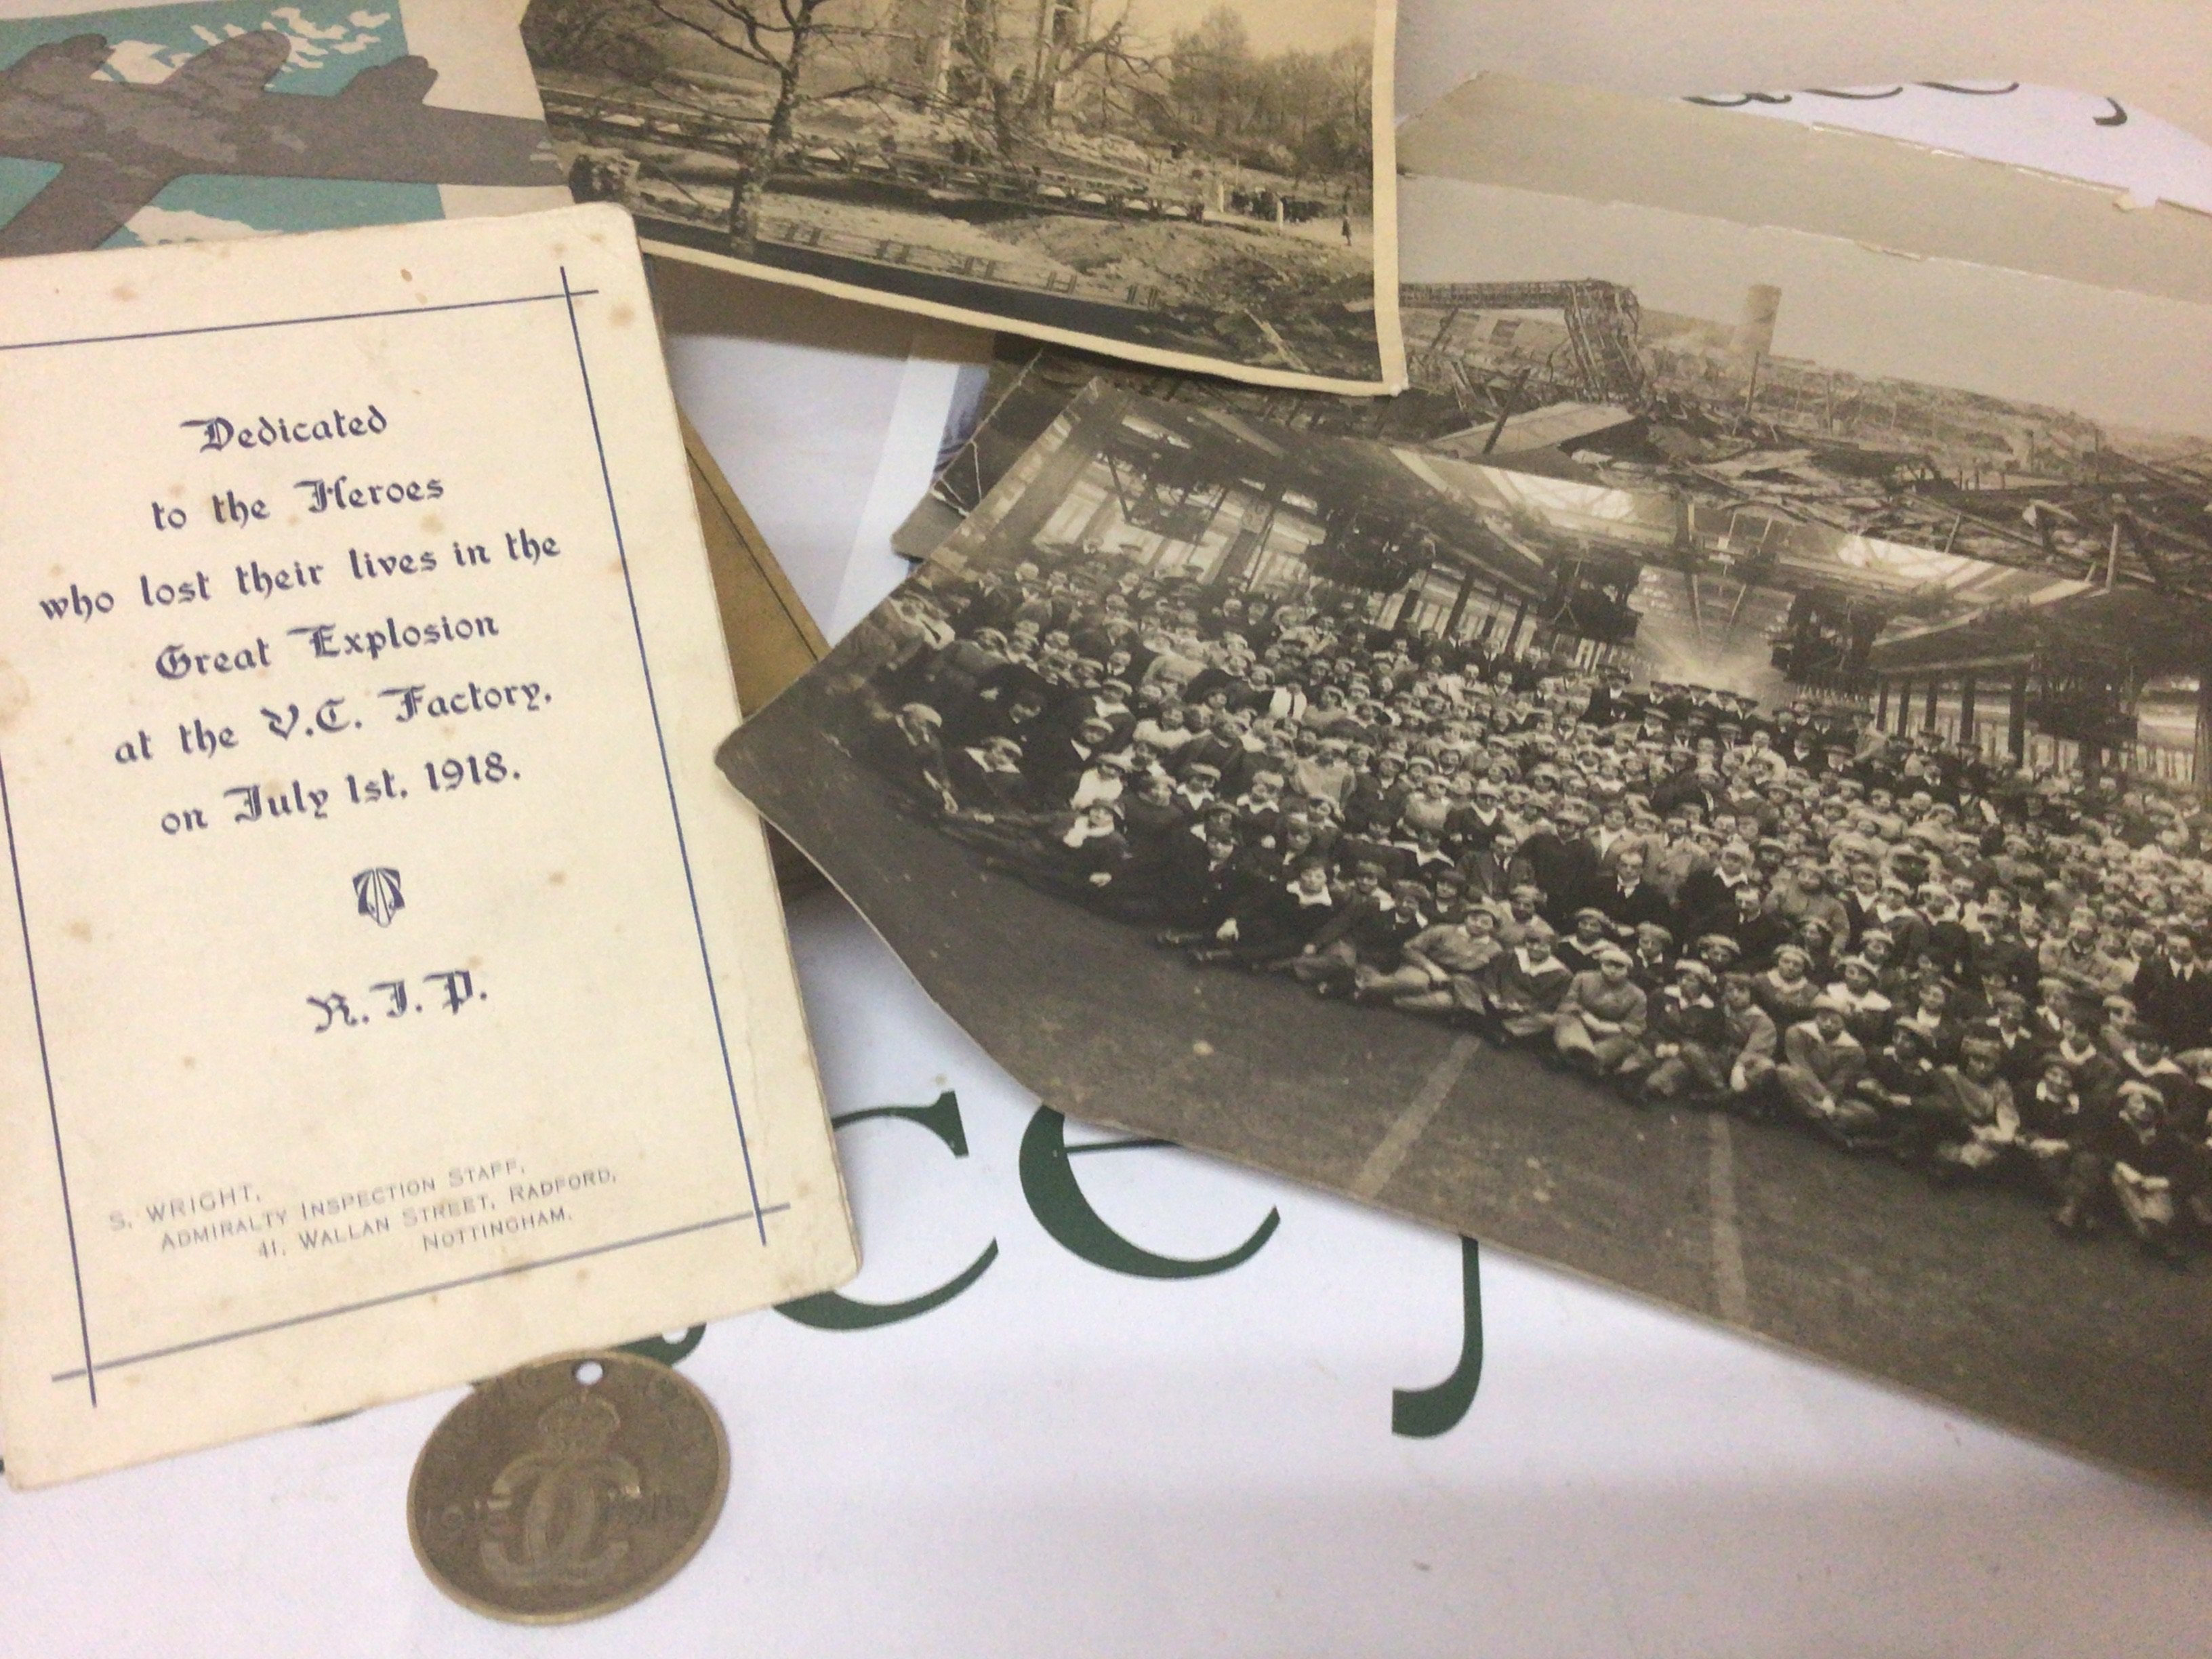 Dedicated
to the Heroes
who lost their lives in the
Great Explosion
at the V.C. Factory,
on July 1st, 1918.
R.I.P.
S. WRIGHT,
ADMIRALTY INSPECTION STAFF,
41, WALLAN STREET, RADFORD,
NOTTINGHAM.